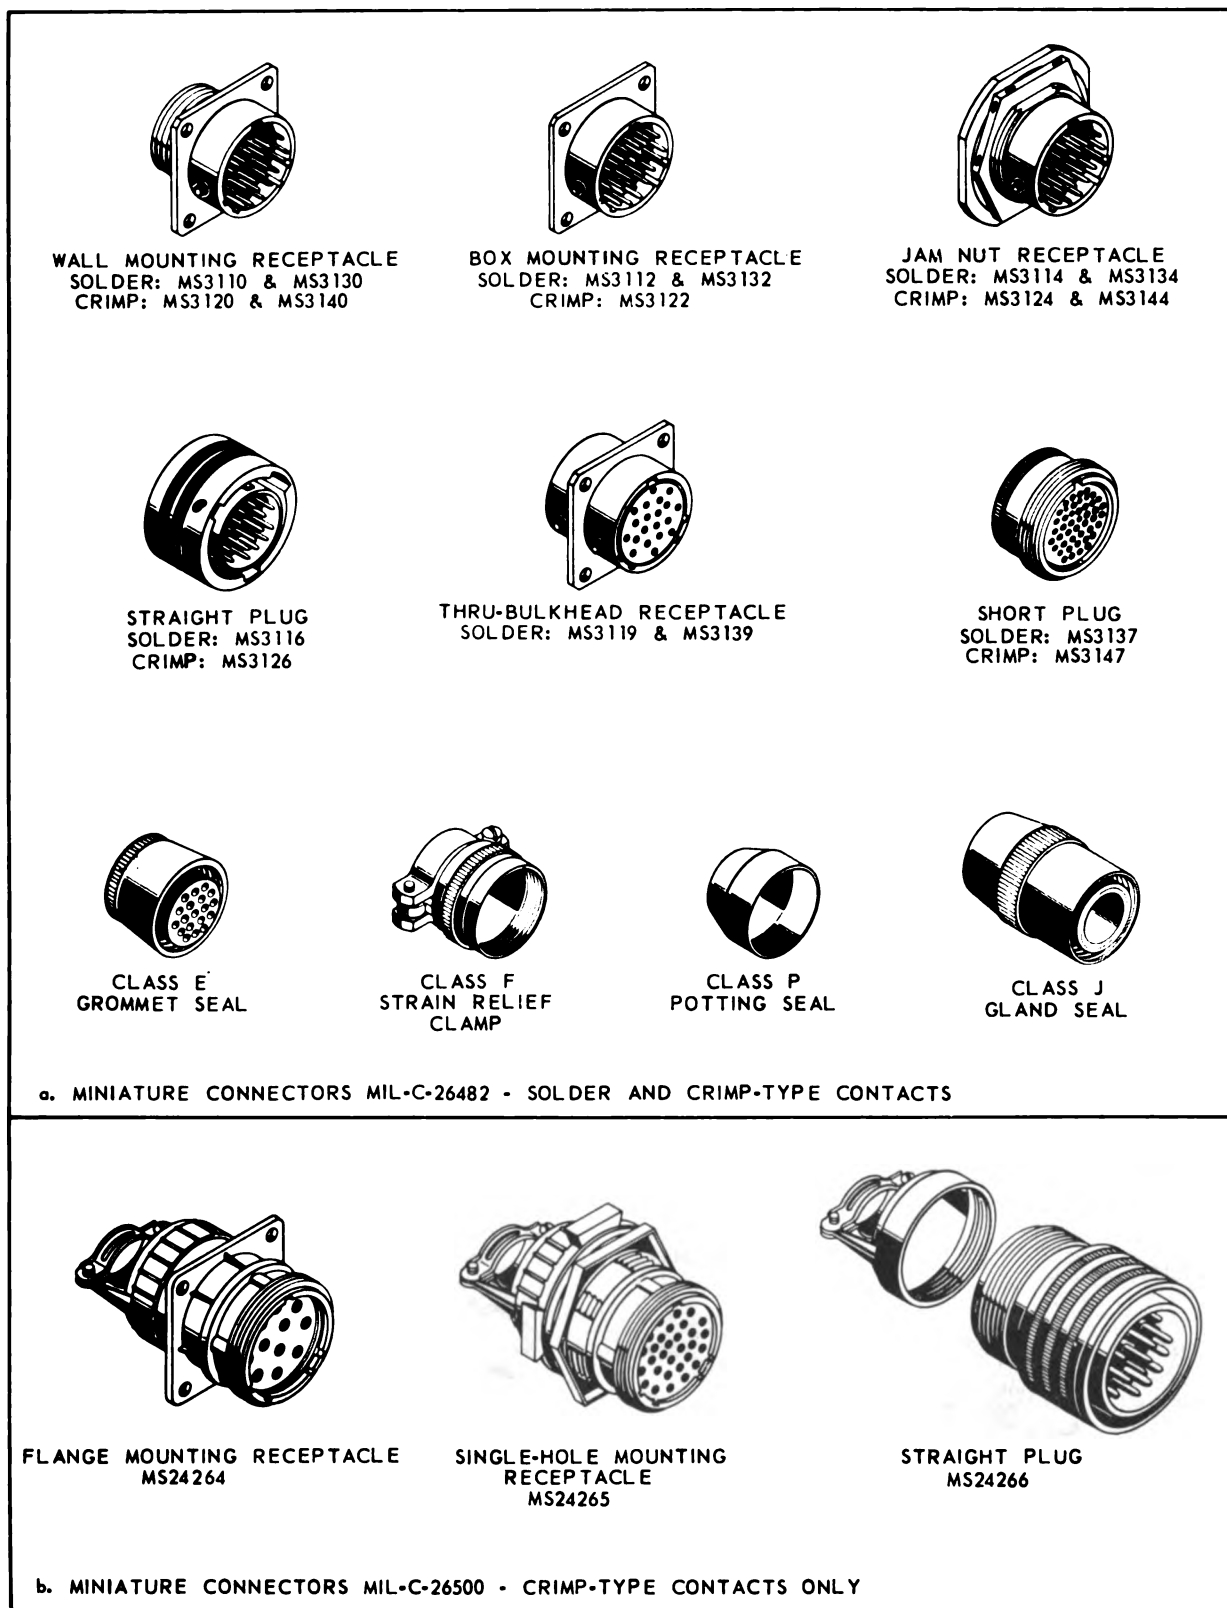 WALL MOUNTING RECEPTACLE
SOLDER: MS3110 & MS3130
CRIMP: MS3120 & MS3140
BOX MOUNTING RECEPTACLE
SOLDER: MS3112 & MS3132
CRIMP: MS3122
JAM NUT RECEPTACLE
SOLDER: MS3114 & MS3134
CRIMP: MS3124 & MS3144
STRAIGHT PLUG
SOLDER: MS3116
CRIMP: MS3126
THRU-BULKHEAD RECEPTACLE
SOLDER: MS3119 & MS3139
SHORT PLUG
SOLDER: MS3137
CRIMP: MS3147
CLASS E
GROMMET SEAL
CLASS F
STRAIN RELIEF
CLAMP
CLASS P
POTTING SEAL
CLASS J
GLAND SEAL
a. MINIATURE CONNECTORS MIL-C-26482 - SOLDER AND CRIMP-TYPE CONTACTS
FLANGE MOUNTING RECEPTACLE
MS24264
SINGLE-HOLE MOUNTING
RECEPTACLE
MS24265
STRAIGHT PLUG
MS24266
b. MINIATURE CONNECTORS MIL-C-26500 - CRIMP-TYPE CONTACTS ONLY